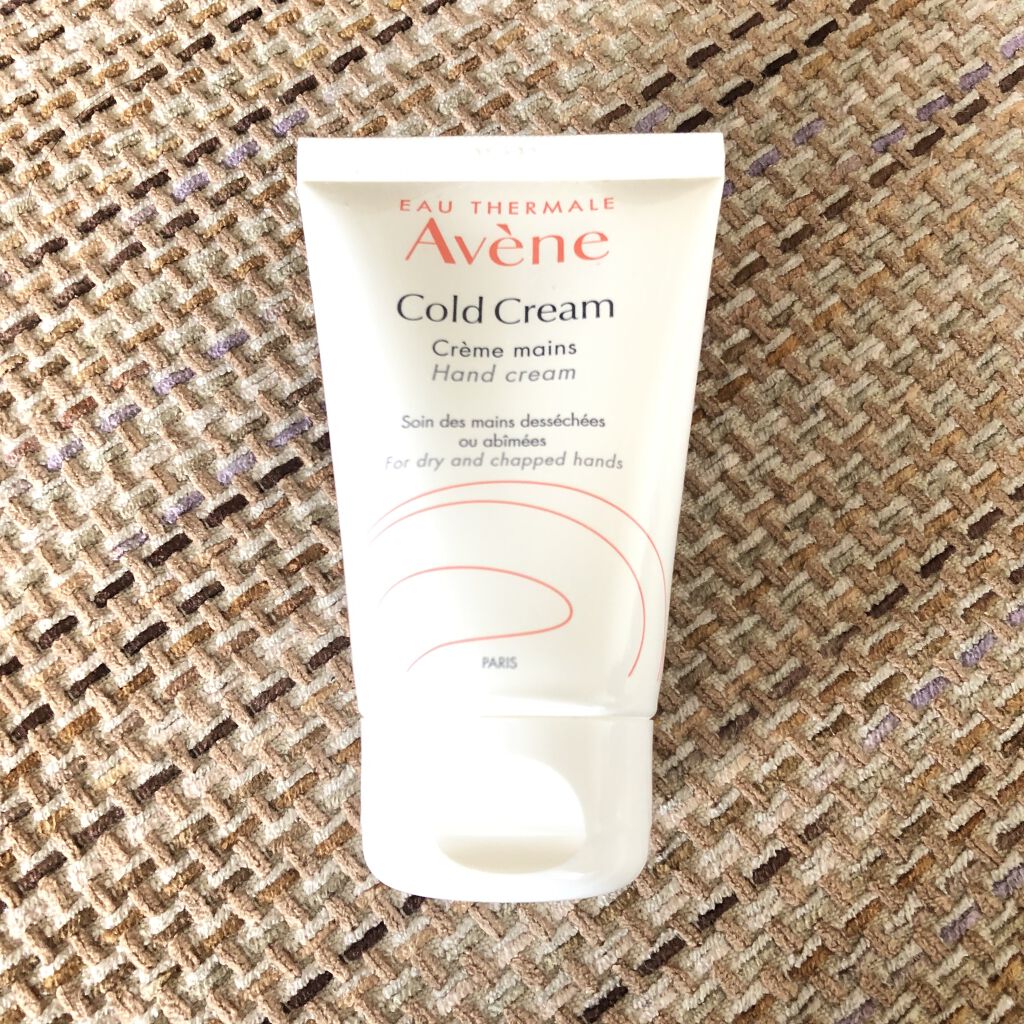 EAU THERMALE
Avène
Cold Cream
Crème mains
Hand cream
Soin des mains desséchées
ou abîmées
For dry and chapped hands
PARIS